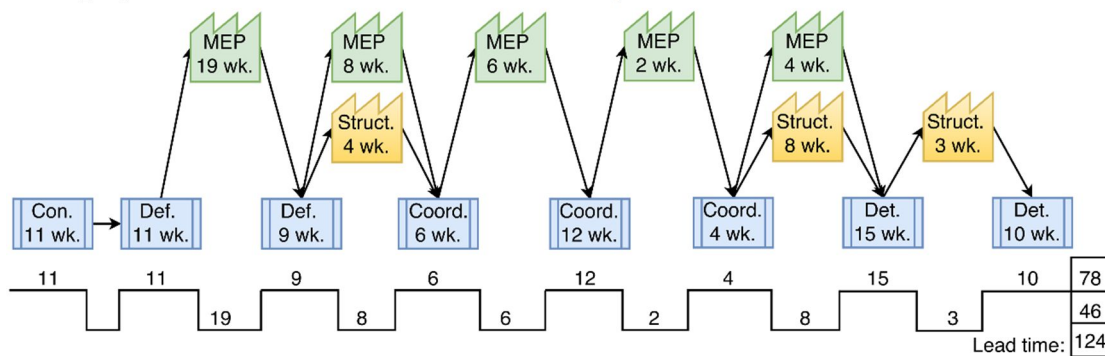 MEP
19 wk.
MEP
8 wk.
MEP
6 wk.
MEP
2 wk.
MEP
4 wk.
Struct.
4 wk.
Struct.
8 wk.
Struct.
3 wk.
Con.
11 wk.
Def.
11 wk.
Def.
9 wk.
Coord.
6 wk.
Coord.
12 wk.
Coord.
4 wk.
Det.
15 wk.
Det.
10 wk.
11 11 9 6 12 4 15 10 78
19 8 6 2 8 3 46
Lead time: 124